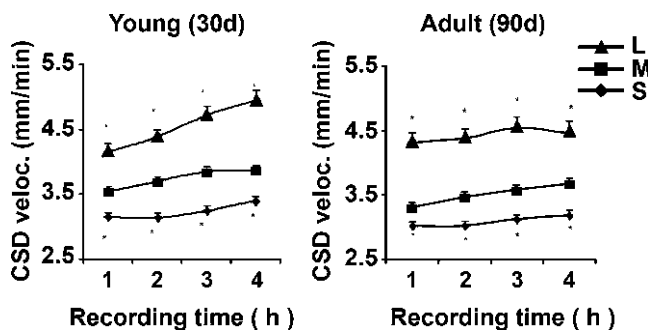 Young (30d)
Adult (90d)
L
M
S
CSD veloc. (mm/min)
5.5
4.5
3.5
2.5
1 2 3 4
Recording time ( h )
CSD veloc. (mm/min)
5.5
4.5
3.5
2.5
1 2 3 4
Recording time ( h )